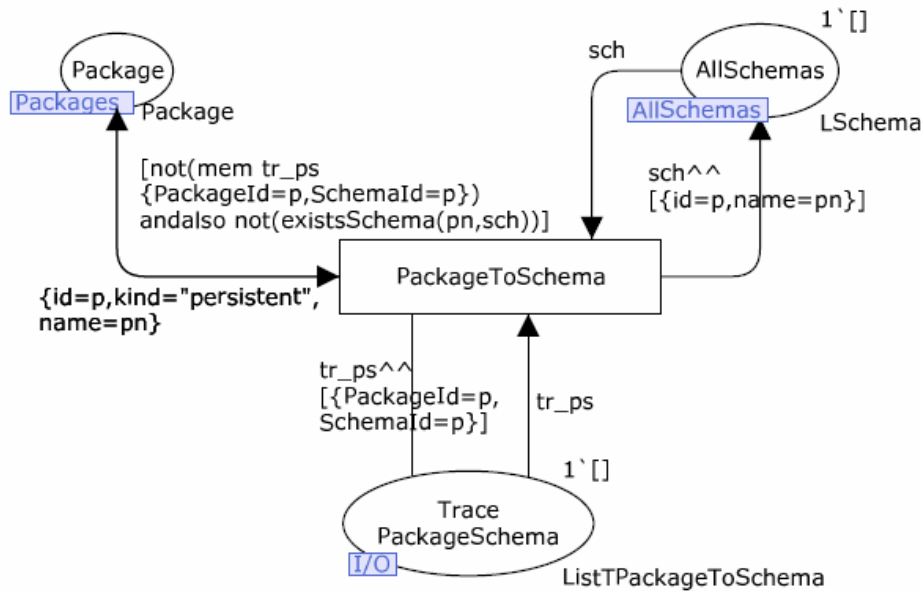 1`[]
sch
Package
AllSchemas
Packages
Package
AllSchemas
LSchema
[not(mem tr_ps
{PackageId=p,SchemaId=p})
andalso not(existsSchema(pn,sch))]
sch^^
[{id=p,name=pn}]
PackageToSchema
{id=p,kind="persistent",
name=pn}
tr_ps^^
[{PackageId=p,
SchemaId=p}]
tr_ps
1`[]
Trace
PackageSchema
I/O
ListTPackageToSchema